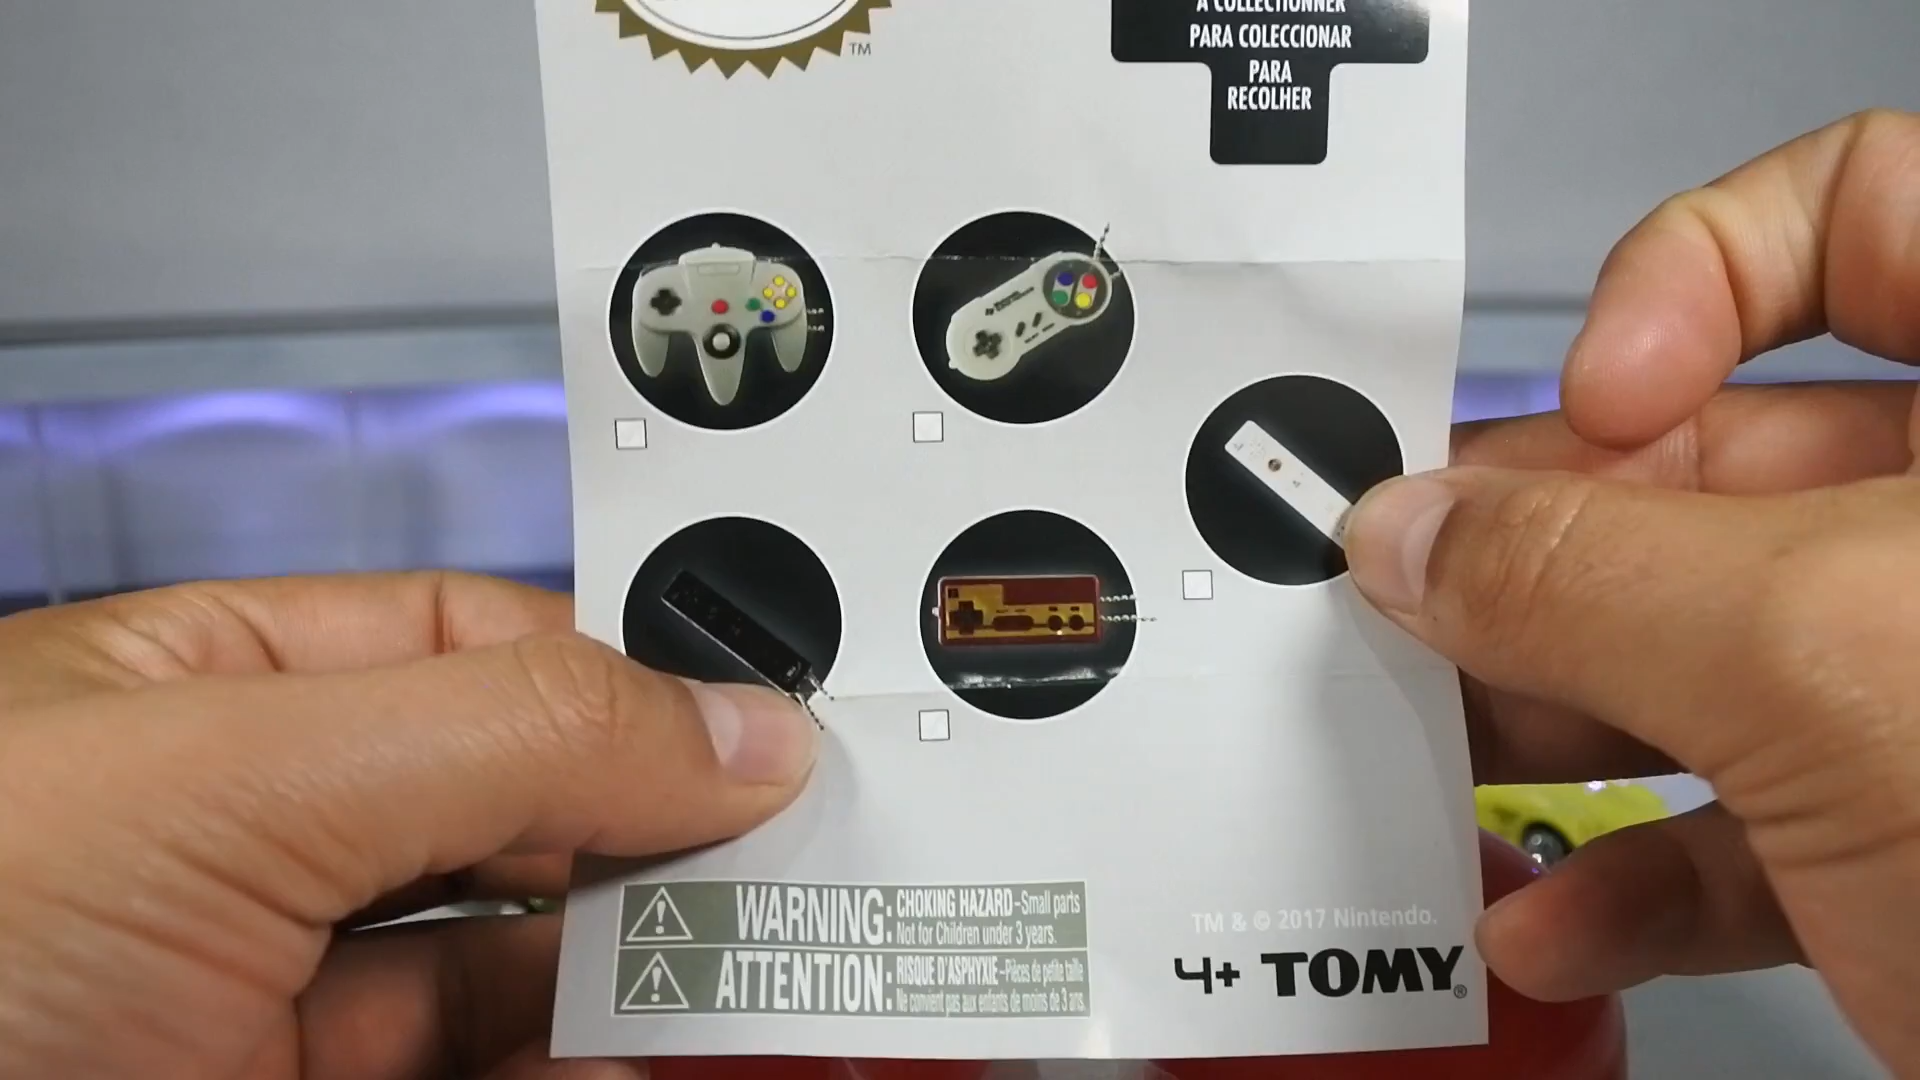 TM
A COLLECTIONNER
PARA COLECCIONAR
PARA
RECOLHER
WARNING: CHOKING HAZARD-Small parts
Not for Children under 3 years.
ATTENTION: RISQUE D'ASPHYXIE-Pièces de petite taille
Ne convient pas aux enfants de moins de 3 ans.
TM & © 2017 Nintendo.
4+ TOMY®